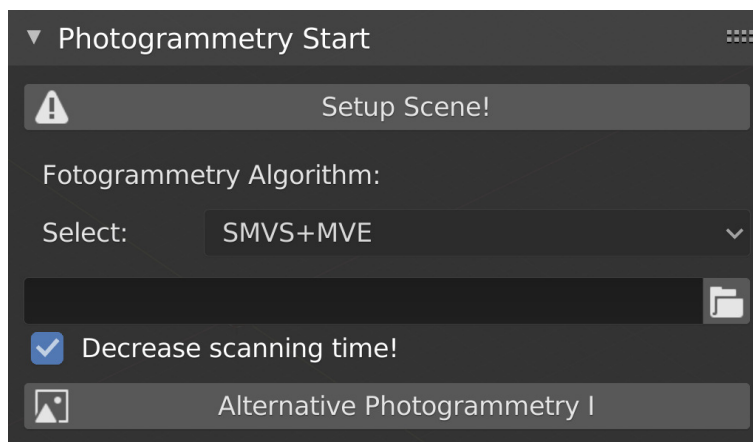 Photogrammetry Start
Setup Scene!
Fotogrammetry Algorithm:
Select: SMVS+MVE
Decrease scanning time!
Alternative Photogrammetry I